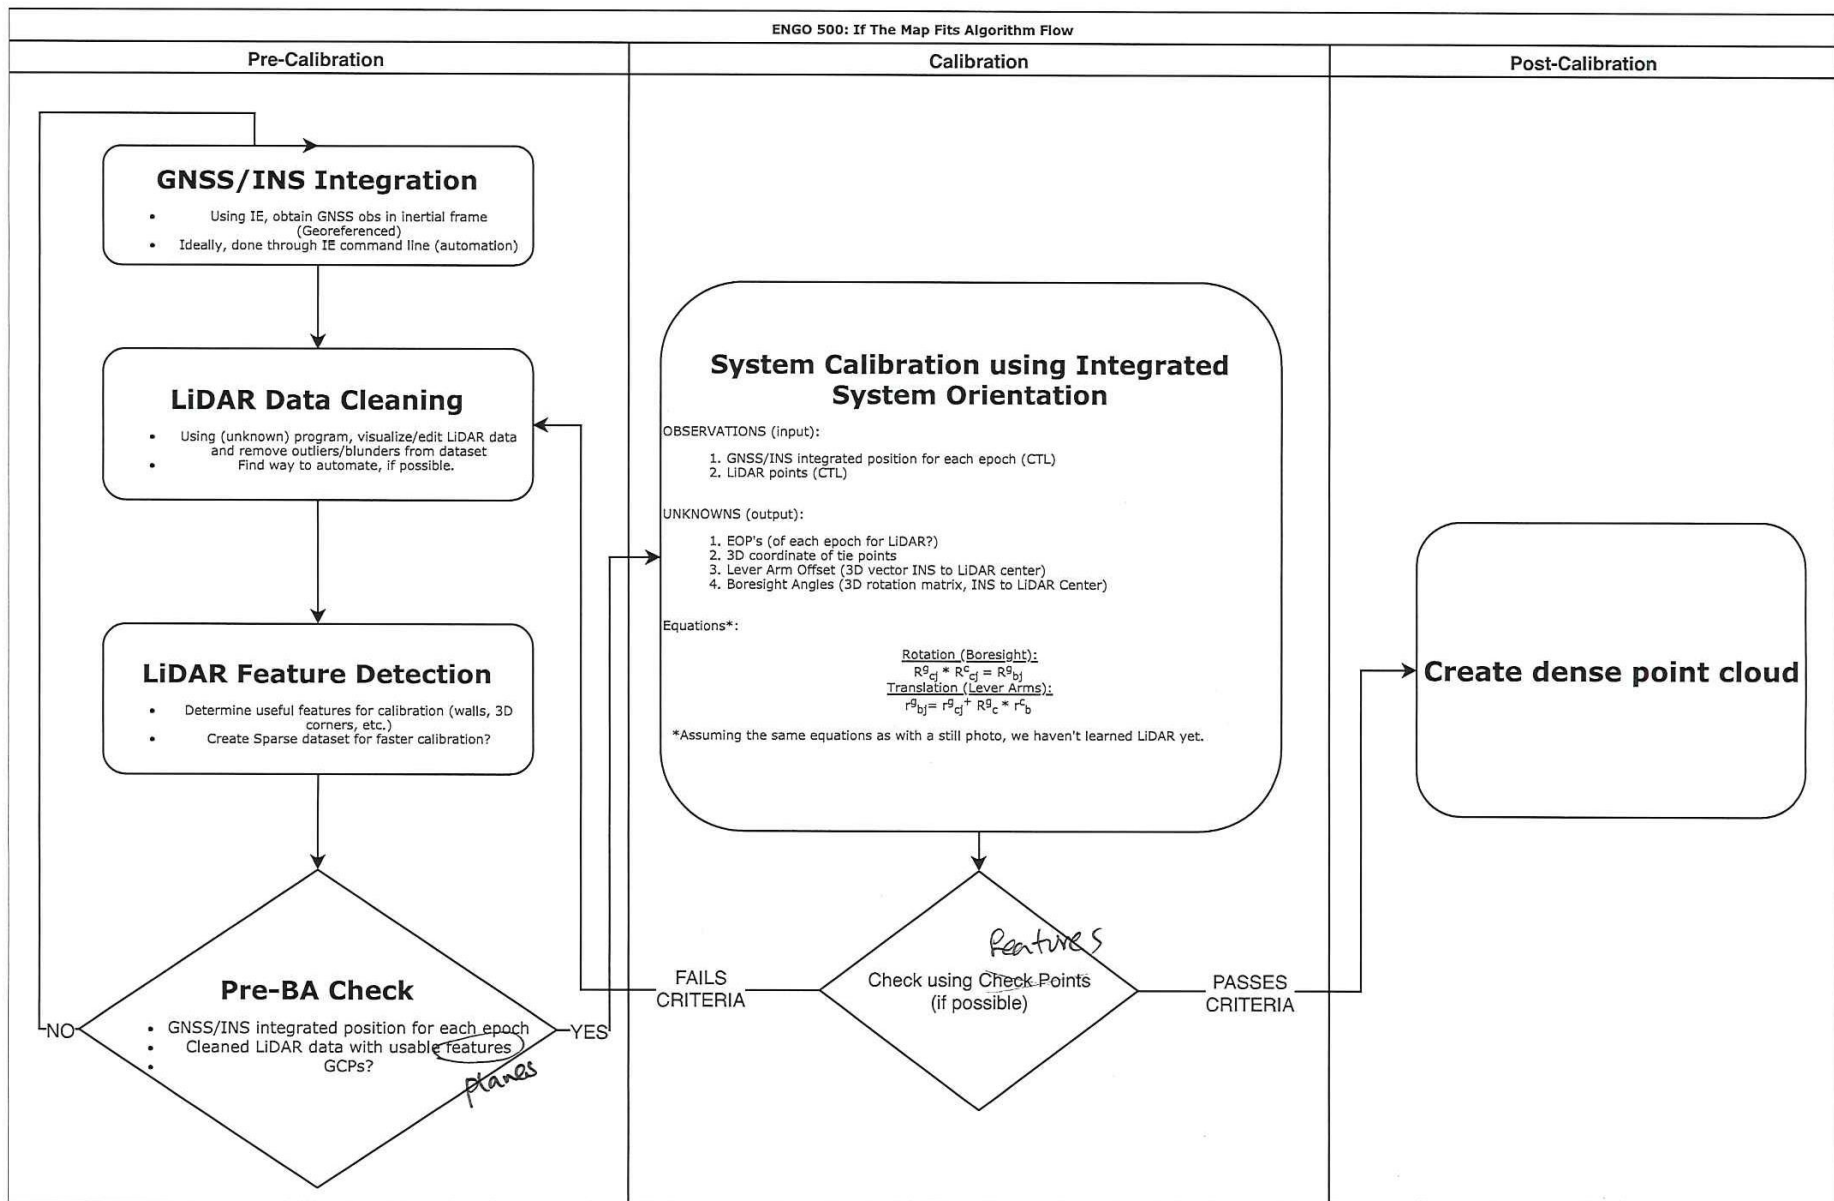 ENGO 500: If The Map Fits Algorithm Flow
Pre-Calibration
Calibration
Post-Calibration
GNSS/INS Integration
• Using IE, obtain GNSS obs in inertial frame
(Georeferenced)
• Ideally, done through IE command line (automation)
LiDAR Data Cleaning
• Using (unknown) program, visualize/edit LiDAR data
and remove outliers/blunders from dataset
• Find way to automate, if possible.
LiDAR Feature Detection
• Determine useful features for calibration (walls, 3D
corners, etc.)
• Create Sparse dataset for faster calibration?
Pre-BA Check
• GNSS/INS integrated position for each epoch
• Cleaned LiDAR data with usable features
• GCPs?
planes
NO
YES
System Calibration using Integrated
System Orientation
OBSERVATIONS (input):
1. GNSS/INS integrated position for each epoch (CTL)
2. LiDAR points (CTL)
UNKNOWNS (output):
1. EOP's (of each epoch for LiDAR?)
2. 3D coordinate of tie points
3. Lever Arm Offset (3D vector INS to LiDAR center)
4. Boresight Angles (3D rotation matrix, INS to LiDAR Center)
Equations*:
Rotation (Boresight):
R^g_cj * R^c_cj = R^g_bj
Translation (Lever Arms):
r^g_bj = r^g_cj + R^g_c * r^c_b
*Assuming the same equations as with a still photo, we haven't learned LiDAR yet.
features
Check using Check Points
(if possible)
FAILS
CRITERIA
PASSES
CRITERIA
Create dense point cloud